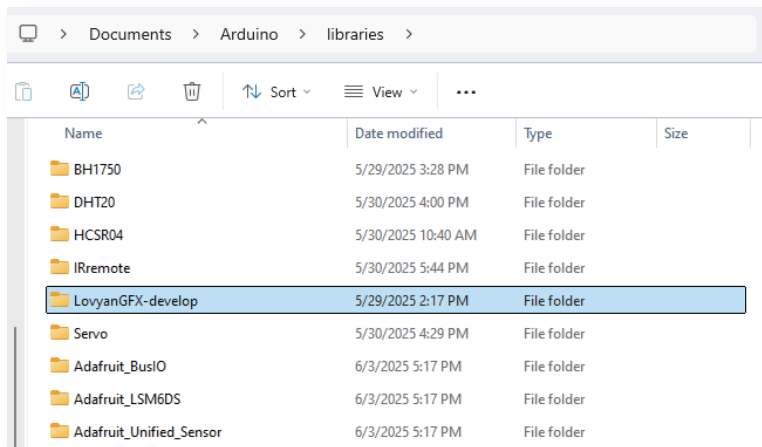 > Documents > Arduino > libraries >
Sort View ...
Name Date modified Type Size
BH1750 5/29/2025 3:28 PM File folder
DHT20 5/30/2025 4:00 PM File folder
HCSR04 5/30/2025 10:40 AM File folder
IRremote 5/30/2025 5:44 PM File folder
LovyanGFX-develop 5/29/2025 2:17 PM File folder
Servo 5/30/2025 4:29 PM File folder
Adafruit_BusIO 6/3/2025 5:17 PM File folder
Adafruit_LSM6DS 6/3/2025 5:17 PM File folder
Adafruit_Unified_Sensor 6/3/2025 5:17 PM File folder